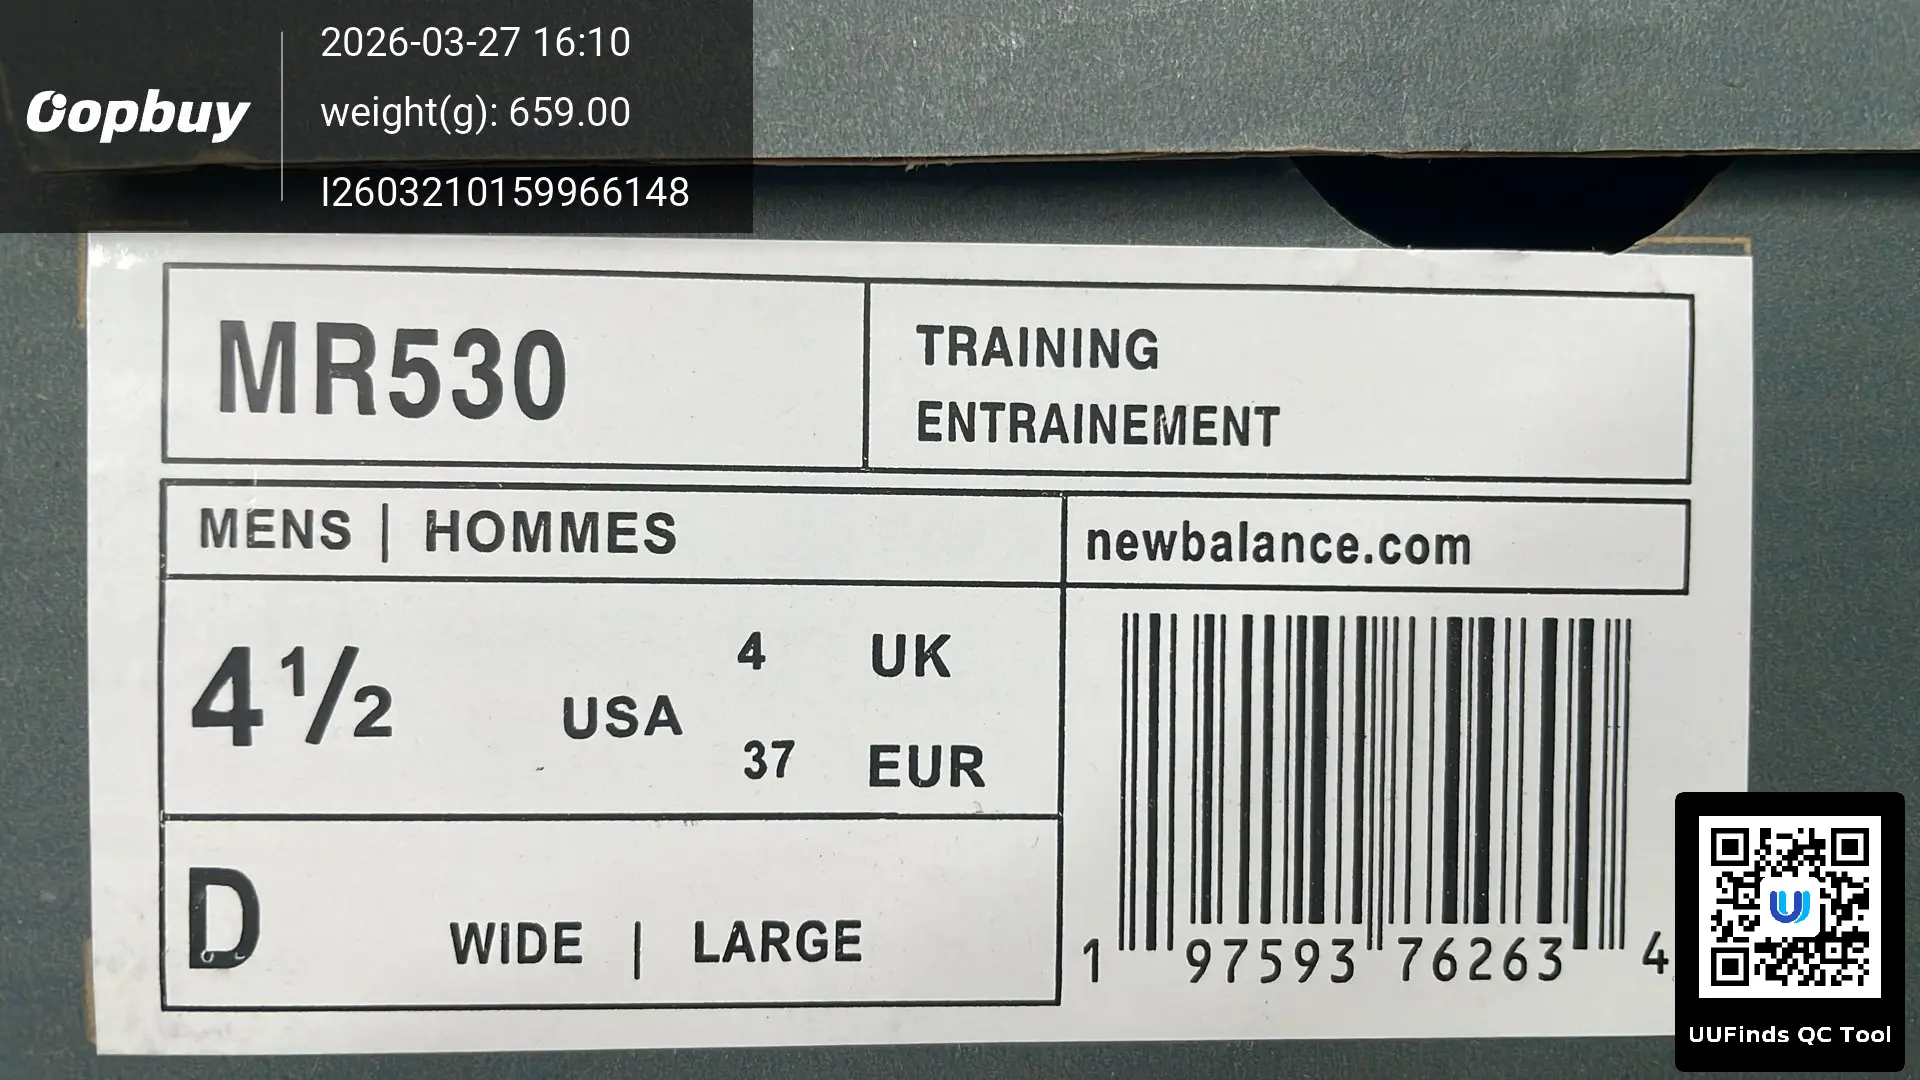 2026-03-27 16:10
oopbuy
weight(g): 659.00
I2603210159966148
MR530
TRAINING
ENTRAINEMENT
MENS | HOMMES
newbalance.com
4 ½ USA
4 UK
37 EUR
D WIDE | LARGE
1 97593 76263 4
UUFinds QC Tool